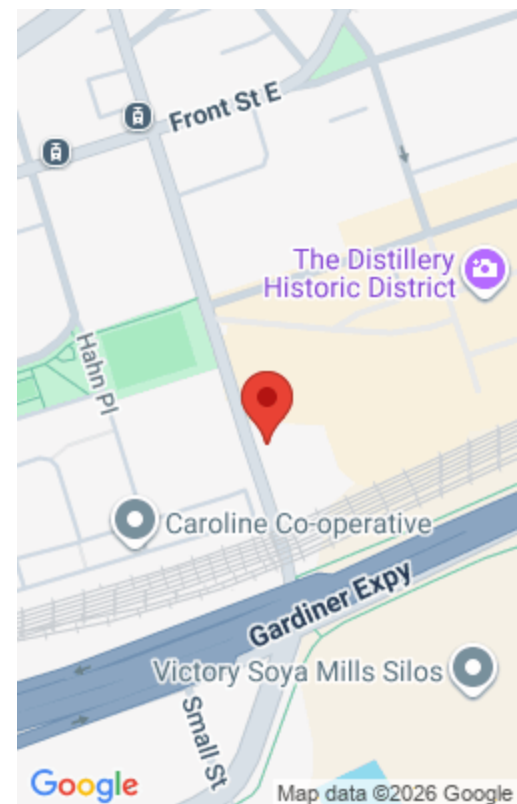 Front St E
The Distillery
Historic District
Hahn Pl
Caroline Co-operative
Gardiner Expy
Victory Soya Mills Silos
Small St
Google
Map data ©2026 Google